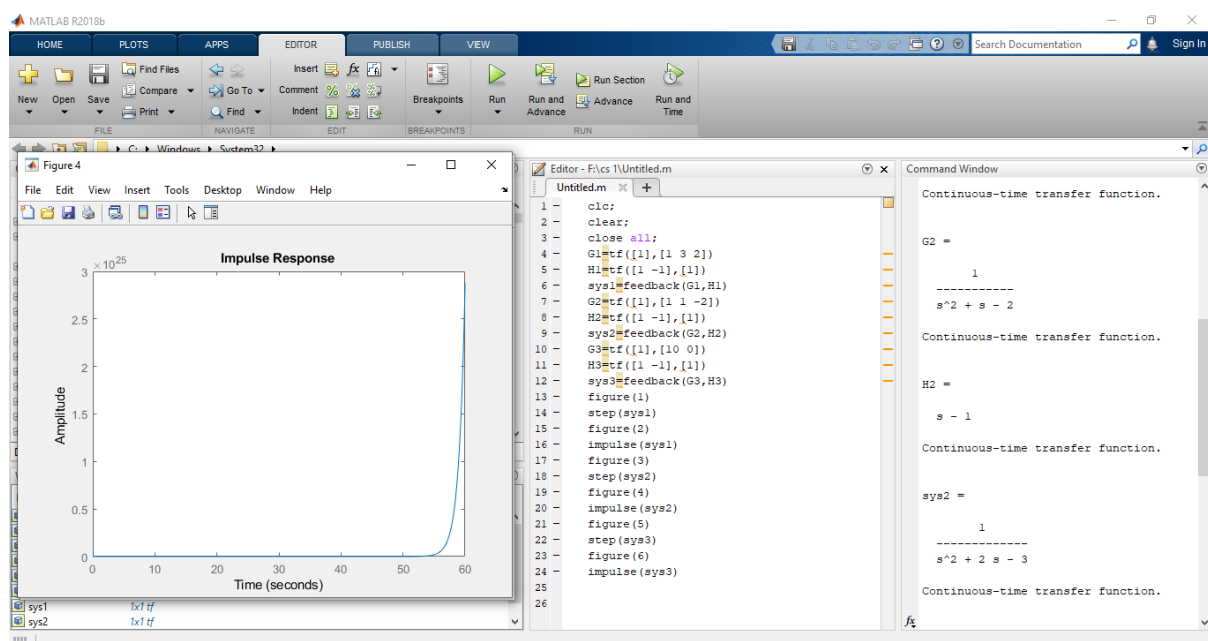 MATLAB R2018b
HOME PLOTS APPS EDITOR PUBLISH VIEW
Search Documentation Sign In
New Open Save Find Files Compare Print
Go To Find
Insert fx Comment Indent
Breakpoints Run Run and Advance Run Section Advance Run and Time
FILE NAVIGATE EDIT BREAKPOINTS RUN
C: Windows System32
Figure 4
File Edit View Insert Tools Desktop Window Help
Impulse Response
× 10^25
3
2.5
2
1.5
1
0.5
0
Amplitude
0 10 20 30 40 50 60
Time (seconds)
sys1 1x1 tf
sys2 1x1 tf
Editor - F:\cs 1\Untitled.m
Untitled.m
1 - clc;
2 - clear;
3 - close all;
4 - G1=tf([1],[1 3 2])
5 - H1=tf([1 -1],[1])
6 - sys1=feedback(G1,H1)
7 - G2=tf([1],[1 1 -2])
8 - H2=tf([1 -1],[1])
9 - sys2=feedback(G2,H2)
10 - G3=tf([1],[10 0])
11 - H3=tf([1 -1],[1])
12 - sys3=feedback(G3,H3)
13 - figure(1)
14 - step(sys1)
15 - figure(2)
16 - impulse(sys1)
17 - figure(3)
18 - step(sys2)
19 - figure(4)
20 - impulse(sys2)
21 - figure(5)
22 - step(sys3)
23 - figure(6)
24 - impulse(sys3)
25
26
Command Window
Continuous-time transfer function.
G2 =
1
-----------
s^2 + s - 2
Continuous-time transfer function.
H2 =
s - 1
Continuous-time transfer function.
sys2 =
1
-------------
s^2 + 2 s - 3
Continuous-time transfer function.
fx